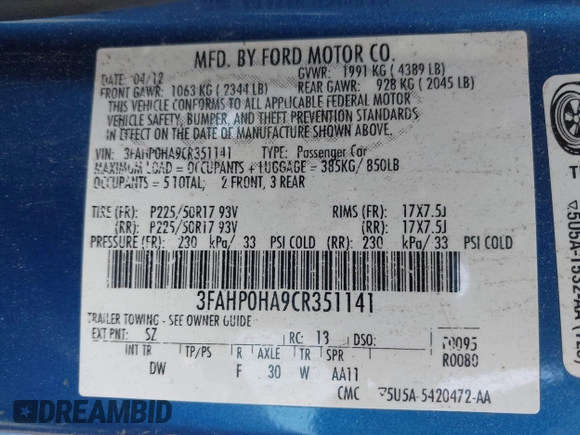 MFD. BY FORD MOTOR CO.
DATE 04/12 GVWR: 1991 KG ( 4389 LB)
FRONT GAWR: 1063 KG ( 2344 LB) REAR GAWR: 928 KG ( 2045 LB)
THIS VEHICLE CONFORMS TO ALL APPLICABLE FEDERAL MOTOR
VEHICLE SAFETY, BUMPER, AND THEFT PREVENTION STANDARDS
IN EFFECT ON THE DATE OF MANUFACTURE SHOWN ABOVE.
VIN: 3FAHP0HA9CR351141 TYPE: Passenger Car
MAXIMUM LOAD = OCCUPANTS + LUGGAGE = 385KG/ 850LB
OCCUPANTS = 5 TOTAL; 2 FRONT, 3 REAR
TIRE (FR): P225/50R17 93V RIMS (FR): 17X7.5J
(RR): P225/50R17 93V (RR): 17X7.5J
PRESSURE (FR): 230 kPa/ 33 PSI COLD (RR): 230 kPa/ 33 PSI COLD
3FAHP0HA9CR351141
TRAILER TOWING - SEE OWNER GUIDE
EXT PNT: SZ RC: 13 DSO: F0095
INT TR TP/PS R AXLE TR SPR R0080
DW F 30 W AA11
CMC 5U5A-5420472-AA
DREAMBID